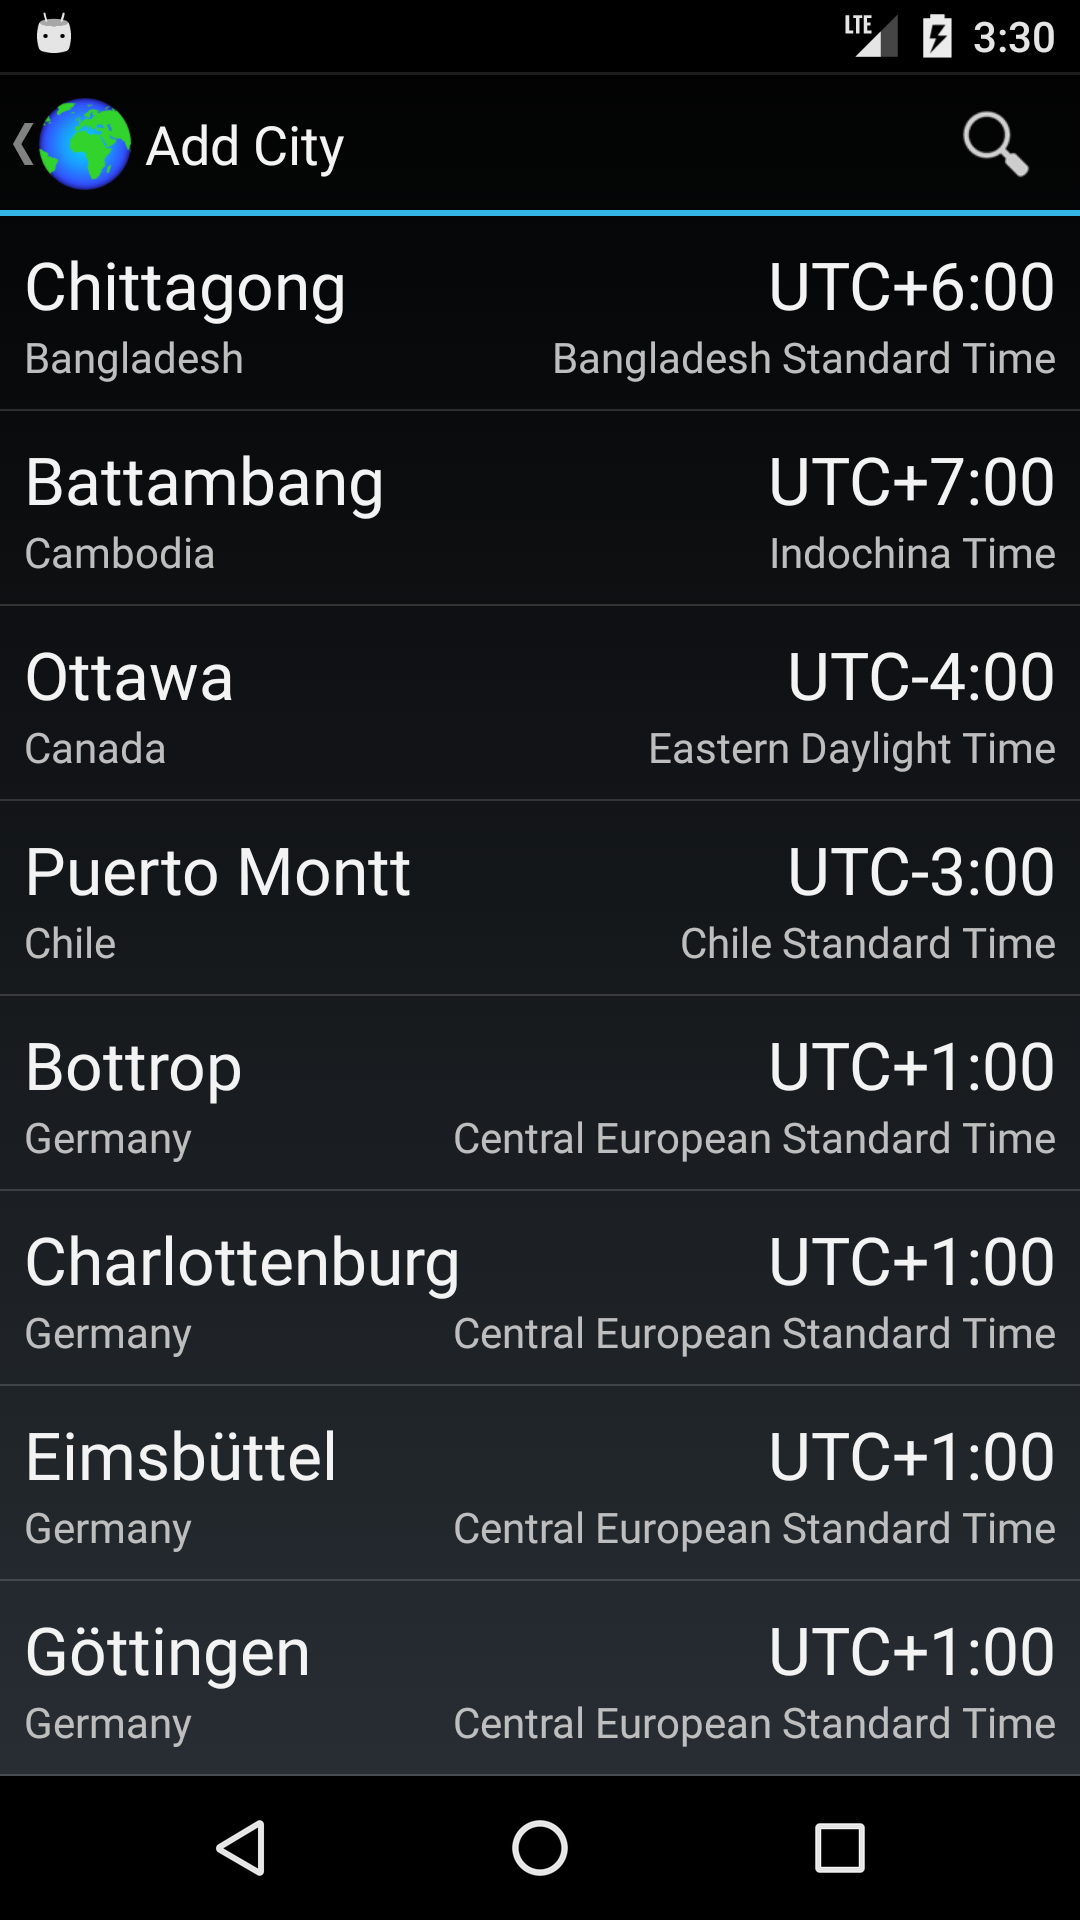 LTE 3:30
Add City
Chittagong UTC+6:00
Bangladesh Bangladesh Standard Time
Battambang UTC+7:00
Cambodia Indochina Time
Ottawa UTC-4:00
Canada Eastern Daylight Time
Puerto Montt UTC-3:00
Chile Chile Standard Time
Bottrop UTC+1:00
Germany Central European Standard Time
Charlottenburg UTC+1:00
Germany Central European Standard Time
Eimsbüttel UTC+1:00
Germany Central European Standard Time
Göttingen UTC+1:00
Germany Central European Standard Time